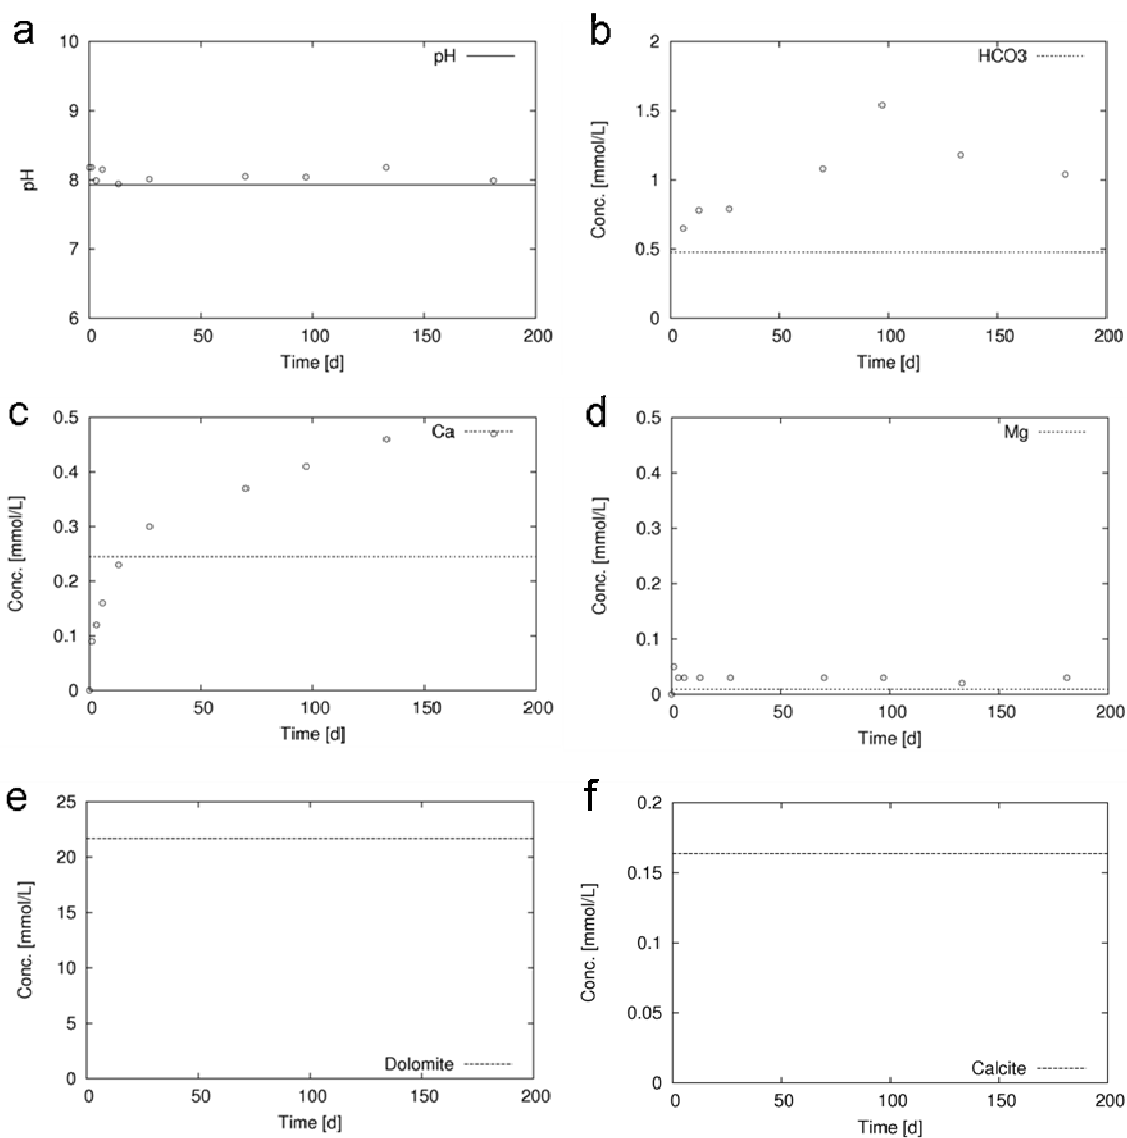 a
10
9
8
7
6
pH
pH
0
50
100
150
200
Time [d]
b
2
1.5
1
0.5
0
Conc. [mmol/L]
HCO3
0
50
100
150
200
Time [d]
c
0.5
0.4
0.3
0.2
0.1
0
Conc. [mmol/L]
Ca
0
50
100
150
200
Time [d]
d
0.5
0.4
0.3
0.2
0.1
0
Conc. [mmol/L]
Mg
0
50
100
150
200
Time [d]
e
25
20
15
10
5
0
Conc. [mmol/L]
Dolomite
0
50
100
150
200
Time [d]
f
0.2
0.15
0.1
0.05
0
Conc. [mmol/L]
Calcite
0
50
100
150
200
Time [d]